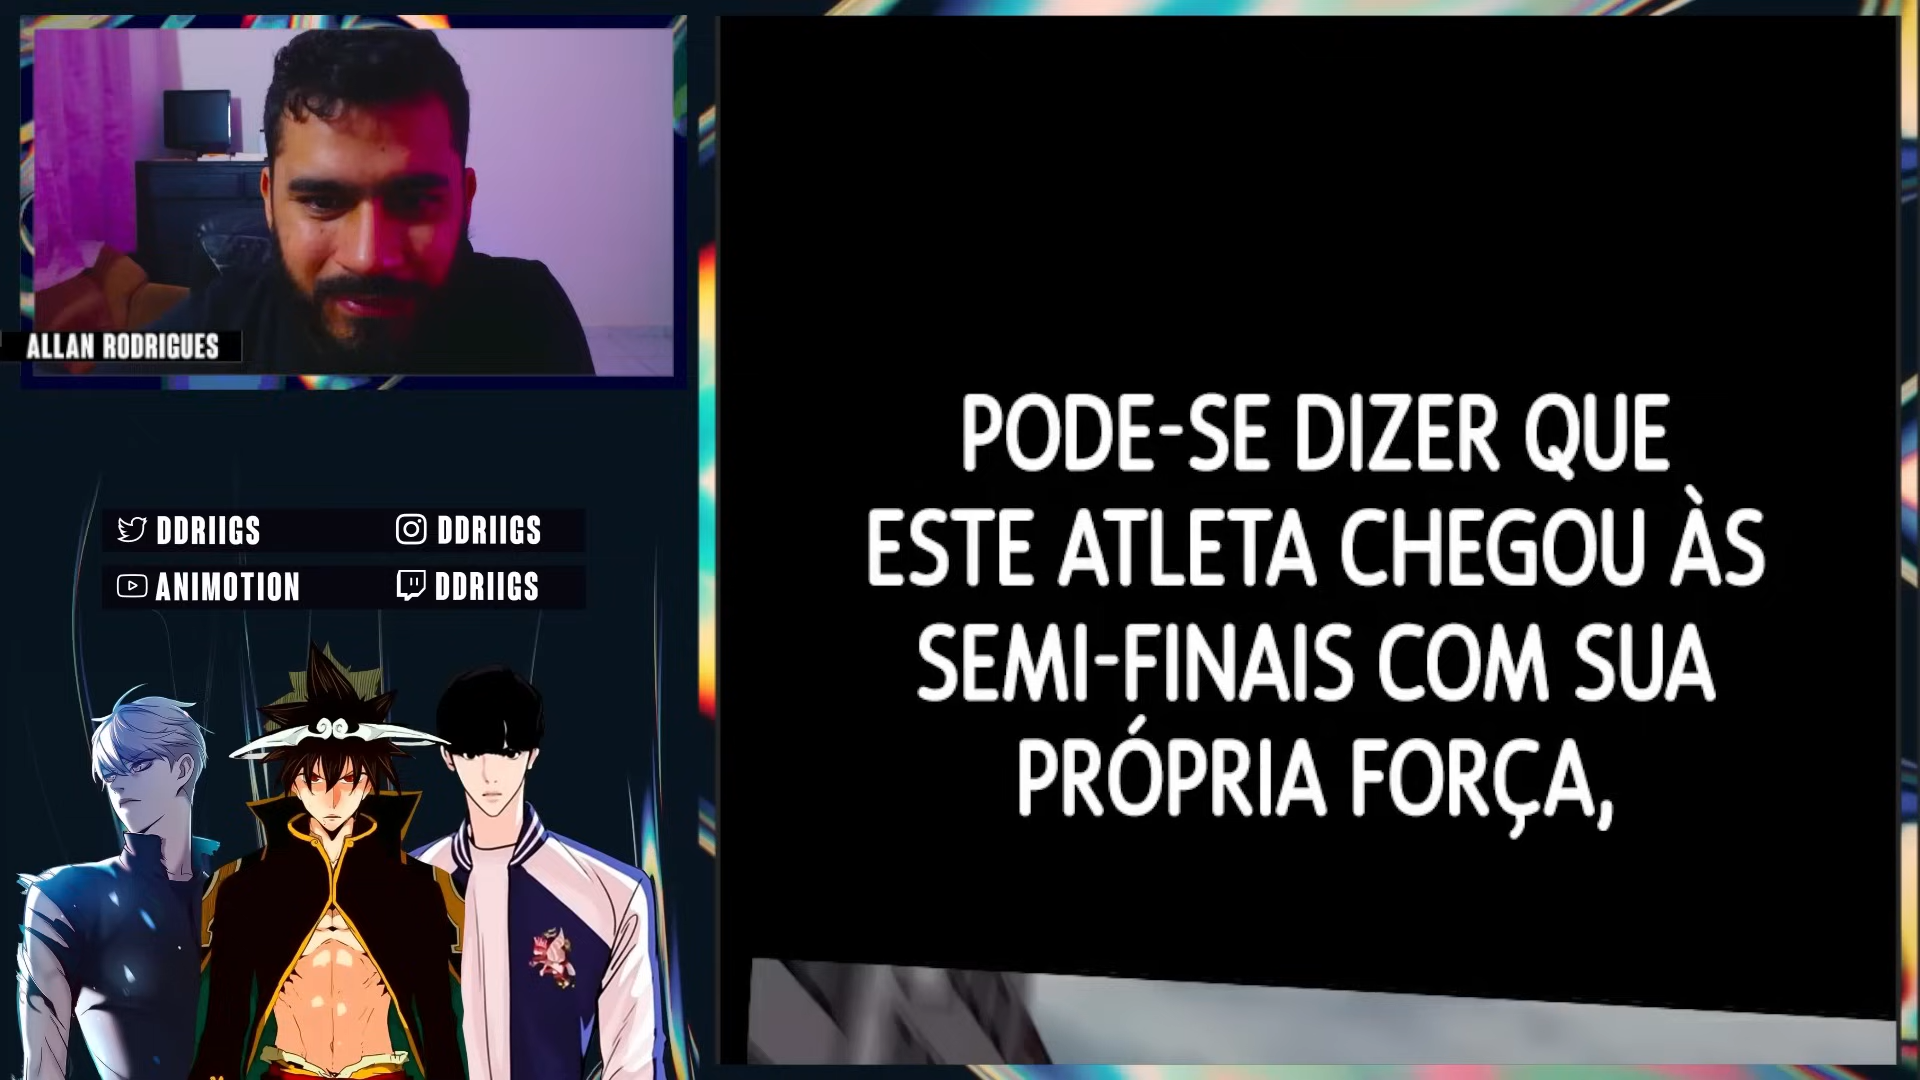 ALLAN RODRIGUES
DDRIIGS
DDRIIGS
ANIMOTION
DDRIIGS
PODE-SE DIZER QUE
ESTE ATLETA CHEGOU ÀS
SEMI-FINAIS COM SUA
PRÓPRIA FORÇA,